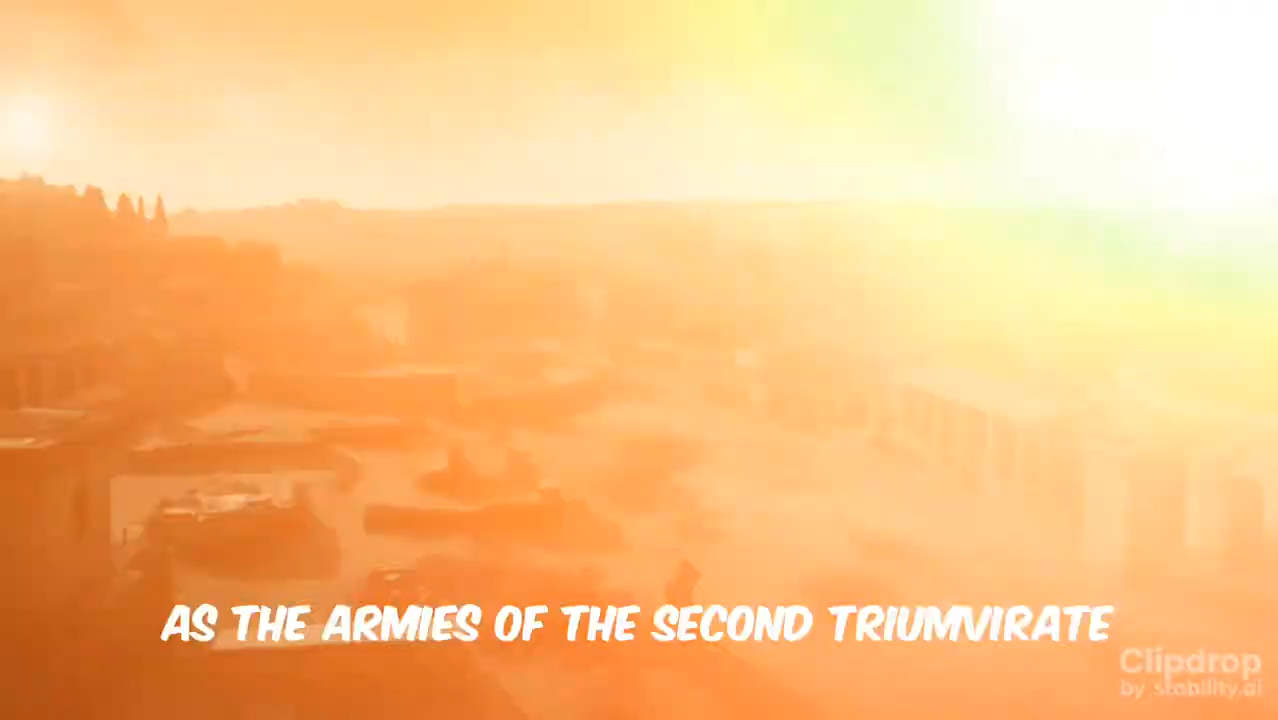 AS THE ARMIES OF THE SECOND TRIUMVIRATE
Clipdrop
by stability.ai